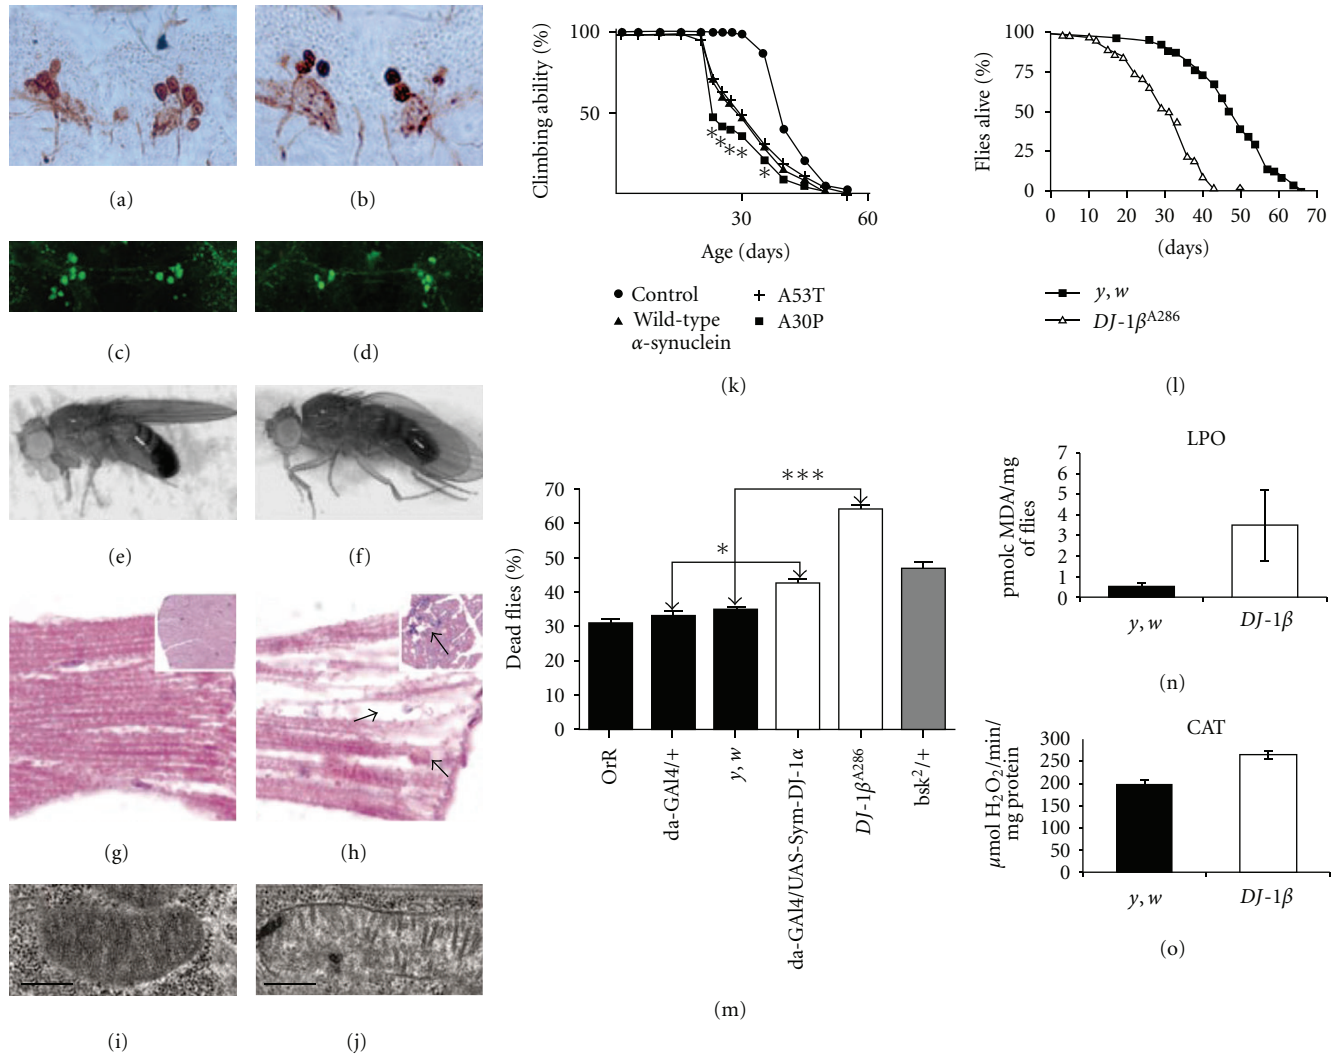 (a)
(b)
(c)
(d)
(e)
(f)
(g)
(h)
(i)
(j)
Climbing ability (%)
100
50
30
60
Age (days)
* * * * *
Control
Wild-type
α-synuclein
A53T
A30P
(k)
Flies alive (%)
100
75
50
25
0
0 10 20 30 40 50 60 70
(days)
y, w
DJ-1β^A286
(l)
Dead flies (%)
70
60
50
40
30
20
10
0
*
***
OrR
da-GAl4/+
y, w
da-GAl4/UAS-Sym-DJ-1α
DJ-1β^A286
bsk²/+
(m)
LPO
pmolc MDA/mg
of flies
7
6
5
4
3
2
1
0
y, w
DJ-1β
(n)
CAT
μmol H₂O₂/min/
mg protein
300
250
200
150
100
50
0
y, w
DJ-1β
(o)